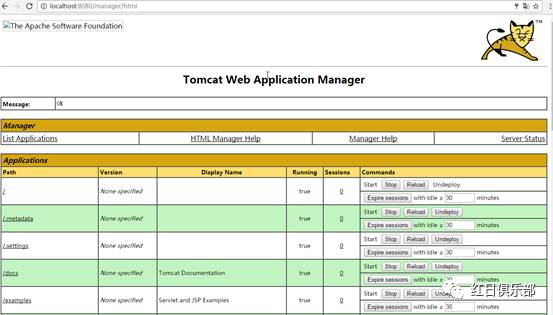 localhost:8080/manager/html
The Apache Software Foundation
TM
Tomcat Web Application Manager
Message: OK
Manager
List Applications HTML Manager Help Manager Help Server Status
Applications
Path Version Display Name Running Sessions Commands
/ None specified true 0 Start Stop Reload Undeploy
Expire sessions with idle ≥ 30 minutes
/.metadata None specified true 0 Start Stop Reload Undeploy
Expire sessions with idle ≥ 30 minutes
/.settings None specified true 0 Start Stop Reload Undeploy
Expire sessions with idle ≥ 30 minutes
/docs None specified Tomcat Documentation true 0 Start Stop Reload Undeploy
Expire sessions with idle ≥ 30 minutes
/examples None specified Servlet and JSP Examples true 0 Start Stop Reload Undeploy
Expire sessions with idle ≥ 30 minutes
红日俱乐部